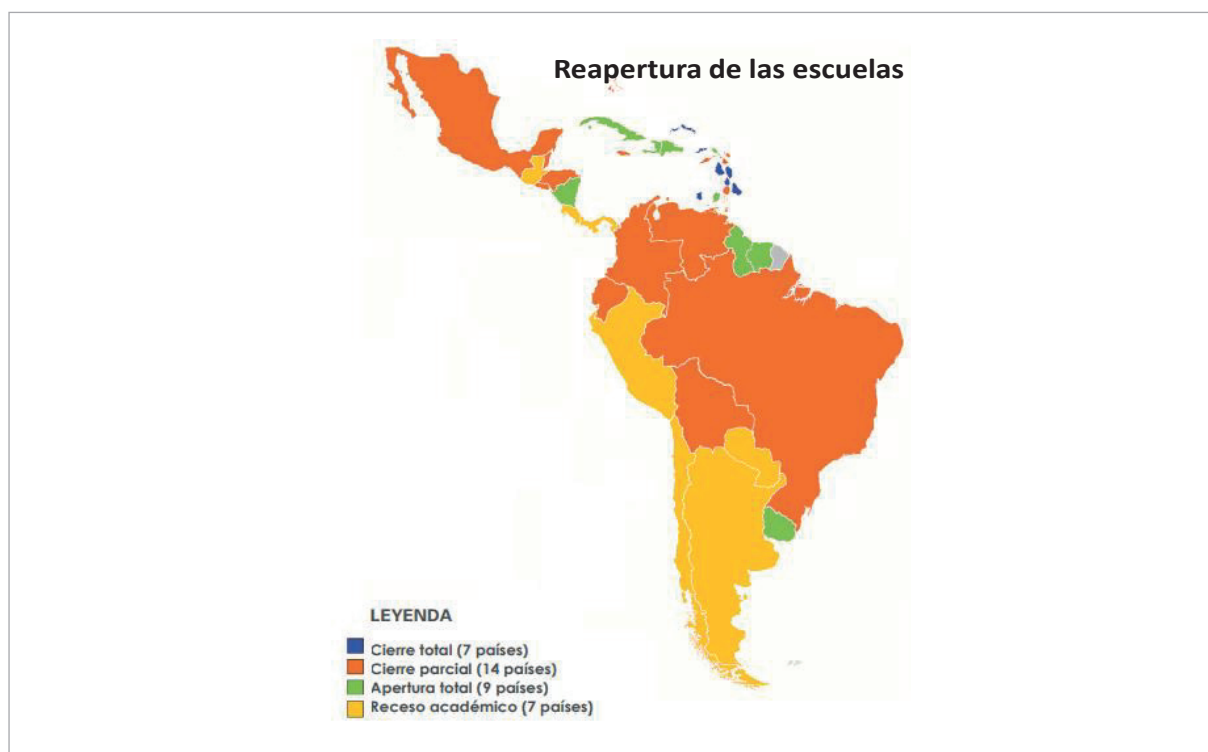 Reapertura de las escuelas
LEYENDA
Cierre total (7 países)
Cierre parcial (14 países)
Apertura total (9 países)
Receso académico (7 países)